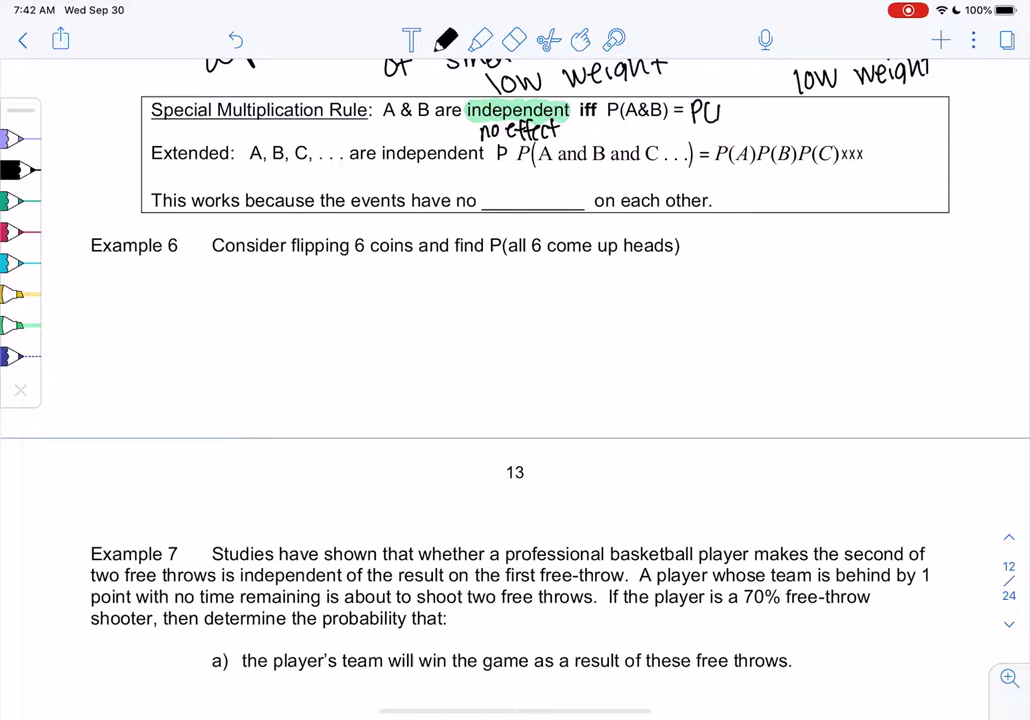 7:42 AM Wed Sep 30
100%
low weight
low weight
Special Multiplication Rule: A & B are independent iff P(A&B) = P(
no effect
Extended: A, B, C, . . . are independent Þ P(A and B and C . . .) = P(A)P(B)P(C)×××
This works because the events have no ___________ on each other.
Example 6 Consider flipping 6 coins and find P(all 6 come up heads)
13
Example 7 Studies have shown that whether a professional basketball player makes the second of
two free throws is independent of the result on the first free-throw. A player whose team is behind by 1
point with no time remaining is about to shoot two free throws. If the player is a 70% free-throw
shooter, then determine the probability that:
a) the player's team will win the game as a result of these free throws.
12
/
24